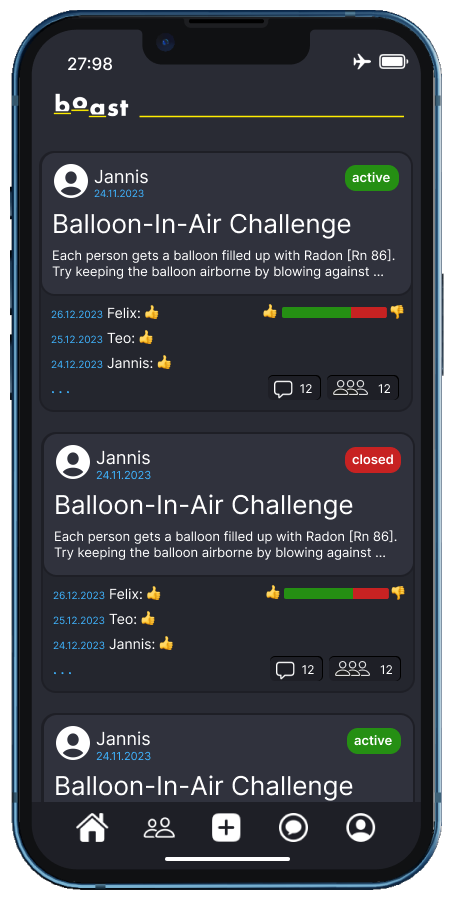 27:98
boast
Jannis
24.11.2023
active
Balloon-In-Air Challenge
Each person gets a balloon filled up with Radon [Rn 86].
Try keeping the balloon airborne by blowing against ...
26.12.2023 Felix: 👍
👍 👎
25.12.2023 Teo: 👍
24.12.2023 Jannis: 👍
...
12
12
Jannis
24.11.2023
closed
Balloon-In-Air Challenge
Each person gets a balloon filled up with Radon [Rn 86].
Try keeping the balloon airborne by blowing against ...
26.12.2023 Felix: 👍
👍 👎
25.12.2023 Teo: 👍
24.12.2023 Jannis: 👍
...
12
12
Jannis
24.11.2023
active
Balloon-In-Air Challenge